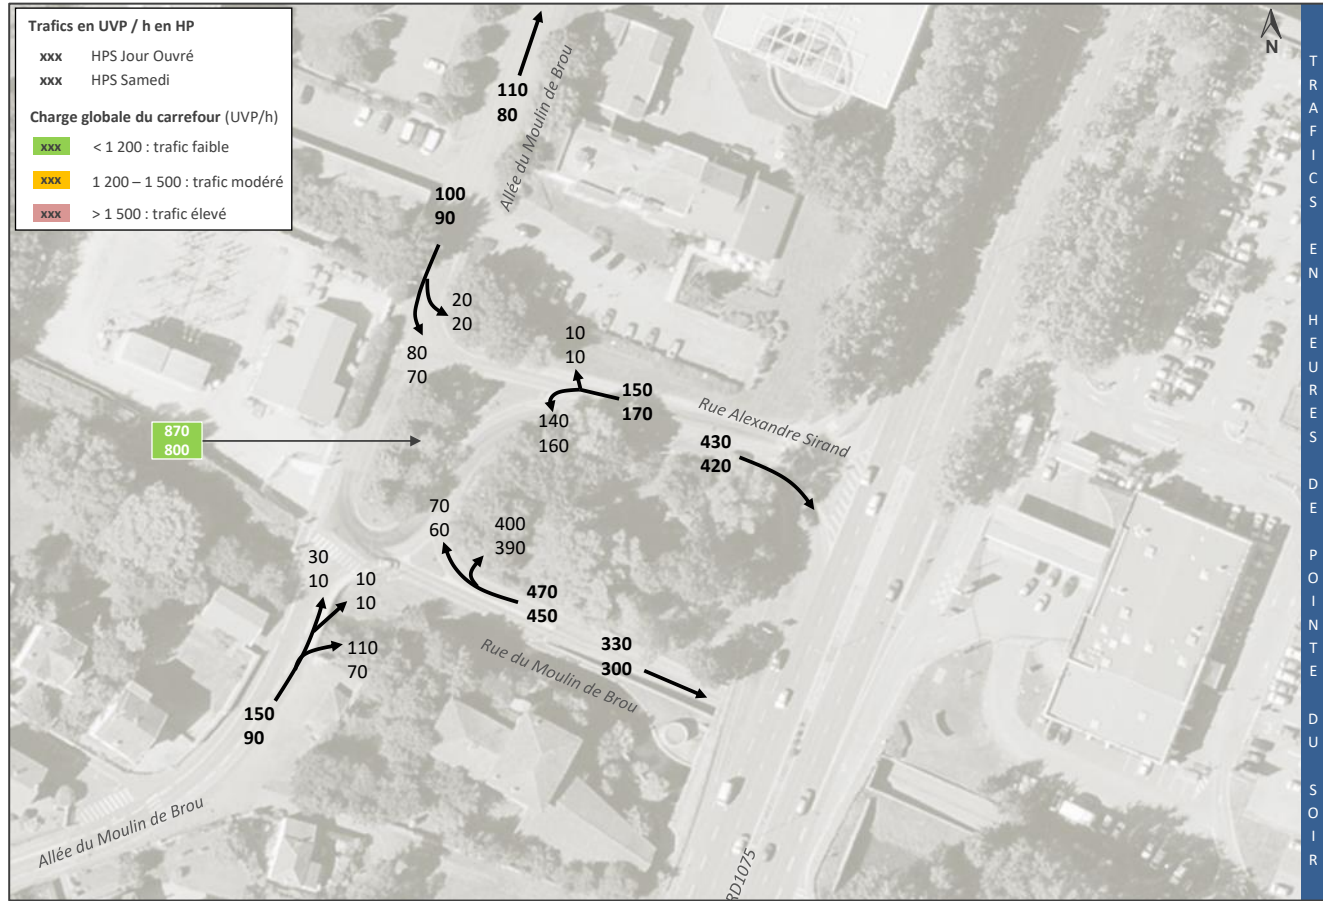 Trafics en UVP / h en HP
xxx HPS Jour Ouvré
xxx HPS Samedi
Charge globale du carrefour (UVP/h)
xxx < 1 200 : trafic faible
xxx 1 200 – 1 500 : trafic modéré
xxx > 1 500 : trafic élevé
N
TRAFICS EN HEURES DE POINTE DU SOIR
110
80
Allée du Moulin de Brou
100
90
20
20
80
70
10
10
150
170
140
160
Rue Alexandre Sirand
430
420
870
800
70
60
400
390
470
450
30
10
10
10
110
70
150
90
330
300
Rue du Moulin de Brou
Allée du Moulin de Brou
RD1075